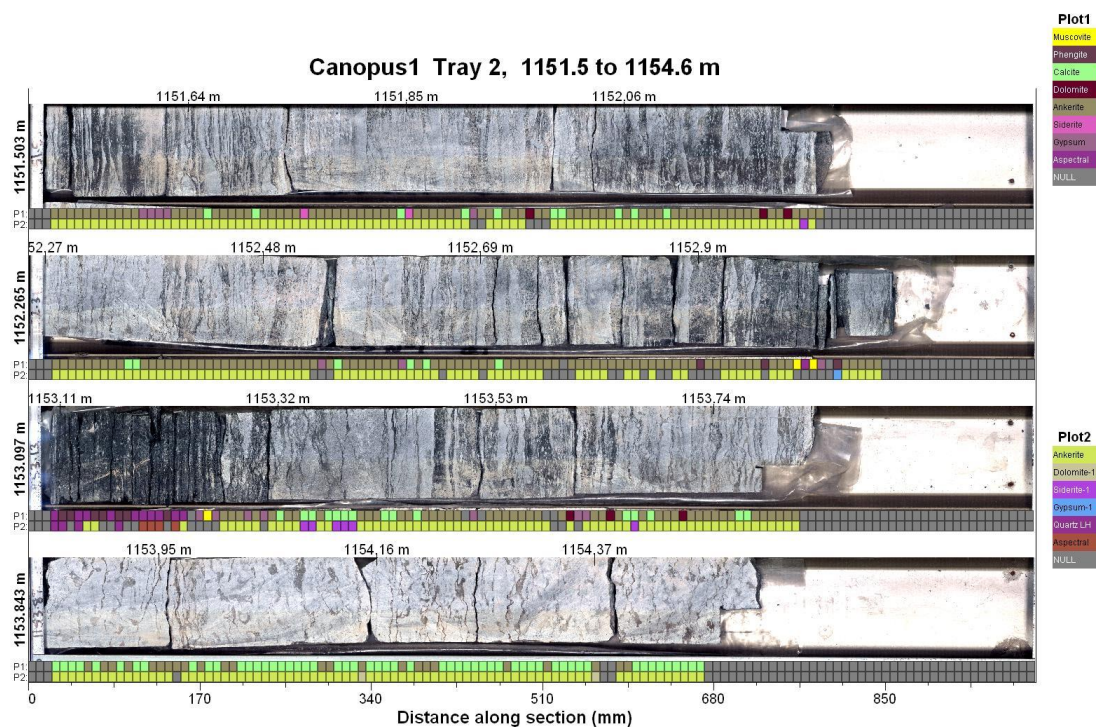 Canopus1 Tray 2, 1151.5 to 1154.6 m
Plot1
Muscovite
Phengite
Calcite
Dolomite
Ankerite
Siderite
Gypsum
Aspectral
NULL
1151,64 m 1151,85 m 1152,06 m
1151.503 m
P1:
P2:
52,27 m 1152,48 m 1152,69 m 1152,9 m
1152.265 m
P1:
P2:
1153,11 m 1153,32 m 1153,53 m 1153,74 m
1153.097 m
P1:
P2:
1153,95 m 1154,16 m 1154,37 m
1153.843 m
P1:
P2:
Plot2
Ankerite
Dolomite-1
Siderite-1
Gypsum-1
Quartz LH
Aspectral
NULL
0 170 340 510 680 850
Distance along section (mm)